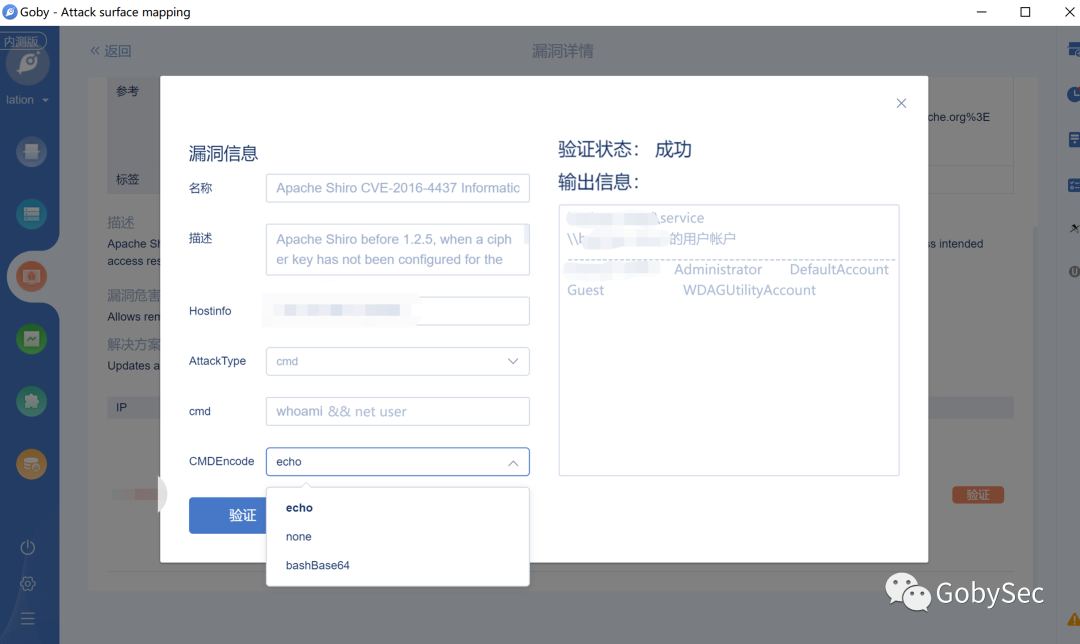 Goby - Attack surface mapping
内测版
lation
返回
漏洞详情
参考
che.org%3E
标签
描述
Apache Sh
ss intended
access res
漏洞危害
Allows ren
解决方案
Updates a
IP
验证
漏洞信息
名称
Apache Shiro CVE-2016-4437 Informatic
描述
Apache Shiro before 1.2.5, when a ciph
er key has not been configured for the
Hostinfo
AttackType
cmd
cmd
whoami && net user
CMDEncode
echo
验证
echo
none
bashBase64
验证状态： 成功
输出信息：
\service
\\b
的用户帐户
Administrator DefaultAccount
Guest WDAGUtilityAccount
GobySec